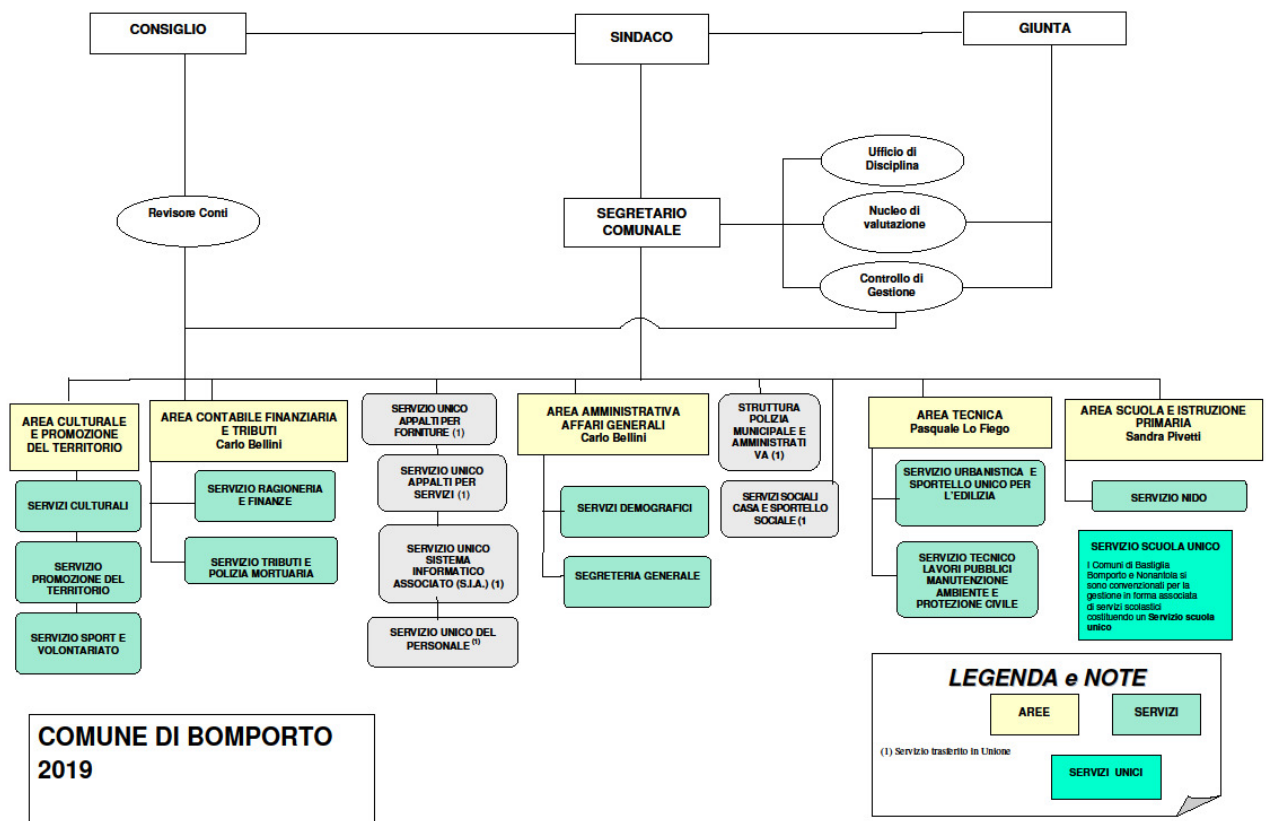 CONSIGLIO
SINDACO
GIUNTA
Ufficio di
Disciplina
Revisore Conti
SEGRETARIO
COMUNALE
Nucleo di
valutazione
Controllo di
Gestione
AREA CULTURALE
E PROMOZIONE
DEL TERRITORIO
SERVIZI CULTURALI
SERVIZIO
PROMOZIONE DEL
TERRITORIO
SERVIZIO SPORT E
VOLONTARIATO
AREA CONTABILE FINANZIARIA
E TRIBUTI
Carlo Bellini
SERVIZIO RAGIONERIA
E FINANZE
SERVIZIO TRIBUTI E
POLIZIA MORTUARIA
SERVIZIO UNICO
APPALTI PER
FORNITURE (1)
SERVIZIO UNICO
APPALTI PER
SERVIZI (1)
SERVIZIO UNICO
SISTEMA
INFORMATICO
ASSOCIATO (S.I.A.) (1)
SERVIZIO UNICO DEL
PERSONALE (1)
AREA AMMINISTRATIVA
AFFARI GENERALI
Carlo Bellini
SERVIZI DEMOGRAFICI
SEGRETERIA GENERALE
STRUTTURA
POLIZIA
MUNICIPALE E
AMMINISTRATI
VA (1)
SERVIZI SOCIALI
CASA E SPORTELLO
SOCIALE (1
AREA TECNICA
Pasquale Lo Fiego
SERVIZIO URBANISTICA E
SPORTELLO UNICO PER
L'EDILIZIA
SERVIZIO TECNICO
LAVORI PUBBLICI
MANUTENZIONE
AMBIENTE E
PROTEZIONE CIVILE
AREA SCUOLA E ISTRUZIONE
PRIMARIA
Sandra Pivetti
SERVIZIO NIDO
SERVIZIO SCUOLA UNICO
I Comuni di Bastiglia
Bomporto e Nonantola si
sono convenzionati per la
gestione in forma associata
di servizi scolastici
costituendo un Servizio scuola
unico
LEGENDA e NOTE
AREE
SERVIZI
(1) Servizio trasferito in Unione
SERVIZI UNICI
COMUNE DI BOMPORTO
2019